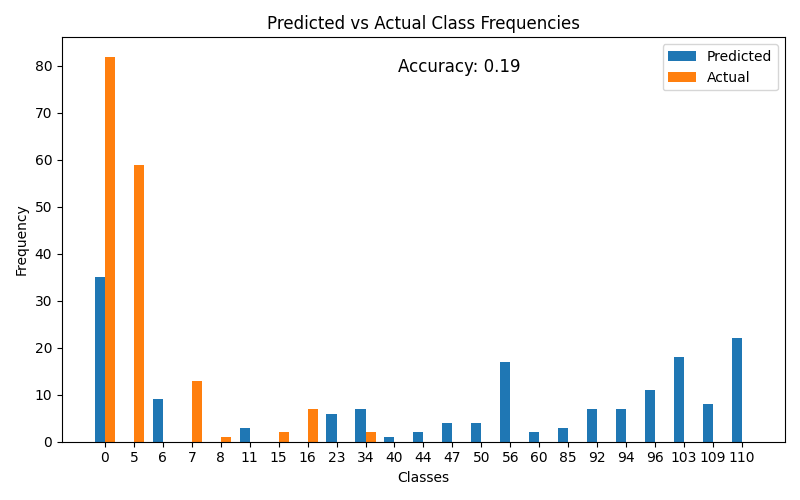 Predicted vs Actual Class Frequencies
Accuracy: 0.19
Predicted
Actual
Frequency
80
70
60
50
40
30
20
10
0
0 5 6 7 8 11 15 16 23 34 40 44 47 50 56 60 85 92 94 96 103 109 110
Classes